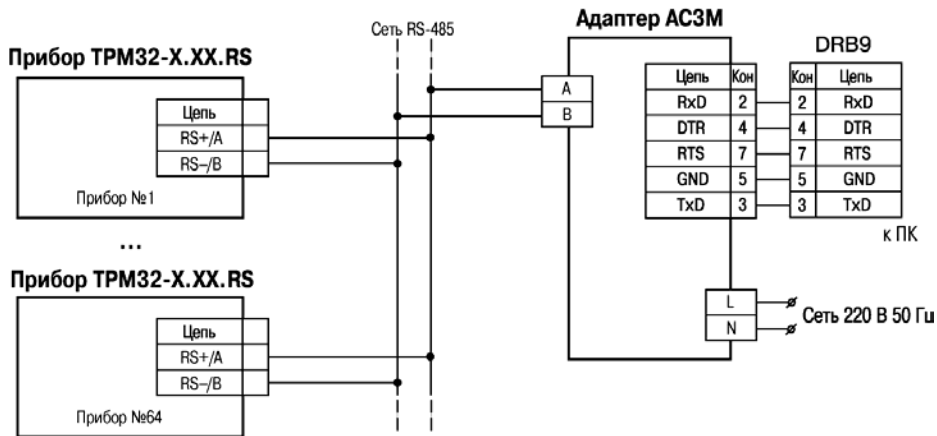 Сеть RS-485
Прибор ТРМ32-Х.ХХ.RS
Цепь
RS+/A
RS–/B
Прибор №1
...
Прибор ТРМ32-Х.ХХ.RS
Цепь
RS+/A
RS–/B
Прибор №64
Адаптер АС3М
A
B
Цепь Кон
RxD 2
DTR 4
RTS 7
GND 5
TxD 3
L
N
Сеть 220 В 50 Гц
DRB9
Кон Цепь
2 RxD
4 DTR
7 RTS
5 GND
3 TxD
к ПК